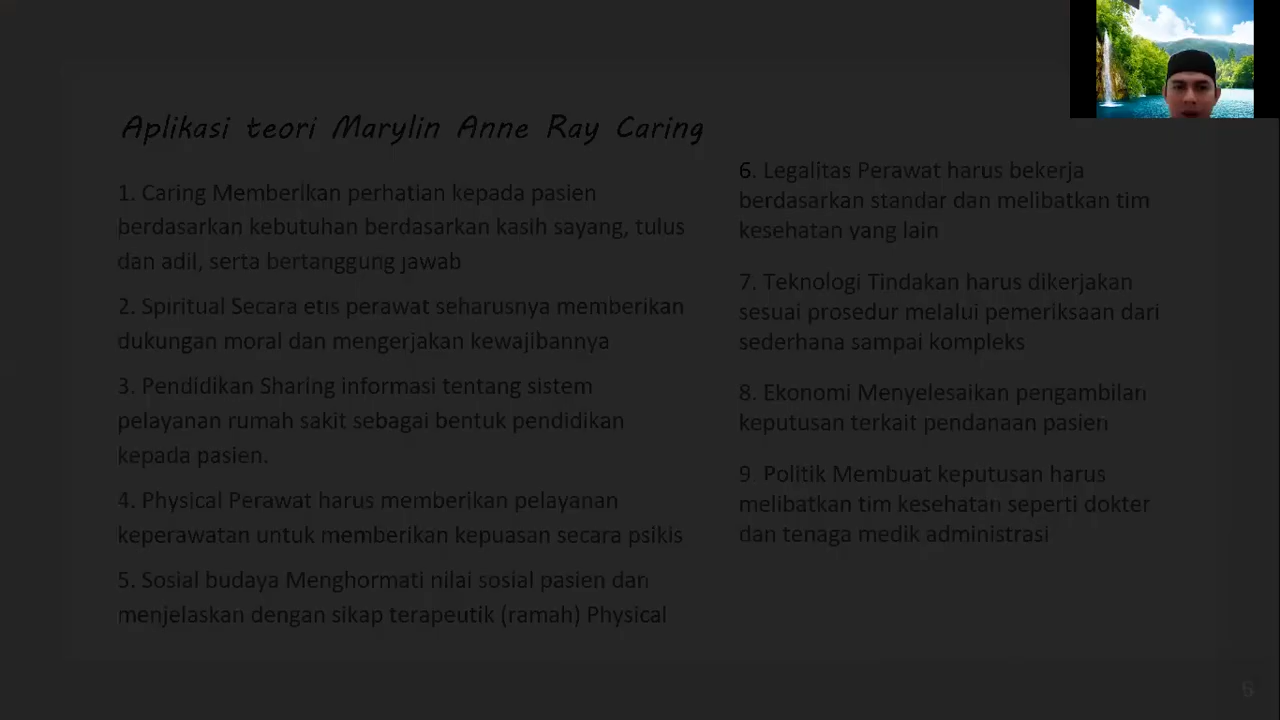 Aplikasi teori Marylin Anne Ray Caring
1. Caring Memberikan perhatian kepada pasien
berdasarkan kebutuhan berdasarkan kasih sayang, tulus
dan adil, serta bertanggung jawab
2. Spiritual Secara etis perawat seharusnya memberikan
dukungan moral dan mengerjakan kewajibannya
3. Pendidikan Sharing informasi tentang sistem
pelayanan rumah sakit sebagai bentuk pendidikan
kepada pasien.
4. Physical Perawat harus memberikan pelayanan
keperawatan untuk memberikan kepuasan secara psikis
5. Sosial budaya Menghormati nilai sosial pasien dan
menjelaskan dengan sikap terapeutik (ramah) Physical
6. Legalitas Perawat harus bekerja
berdasarkan standar dan melibatkan tim
kesehatan yang lain
7. Teknologi Tindakan harus dikerjakan
sesuai prosedur melalui pemeriksaan dari
sederhana sampai kompleks
8. Ekonomi Menyelesaikan pengambilan
keputusan terkait pendanaan pasien
9. Politik Membuat keputusan harus
melibatkan tim kesehatan seperti dokter
dan tenaga medik administrasi